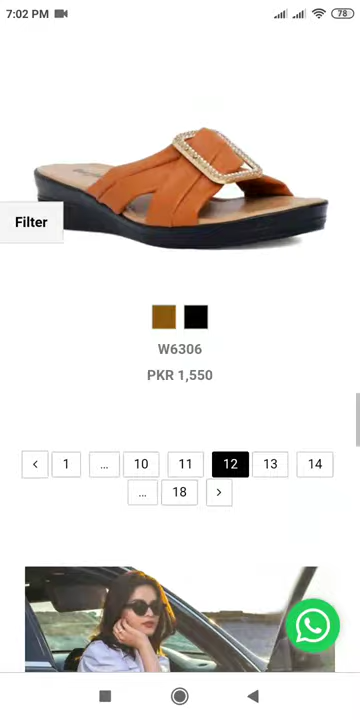 7:02 PM 78
Filter
W6306
PKR 1,550
1 ... 10 11 12 13 14
... 18